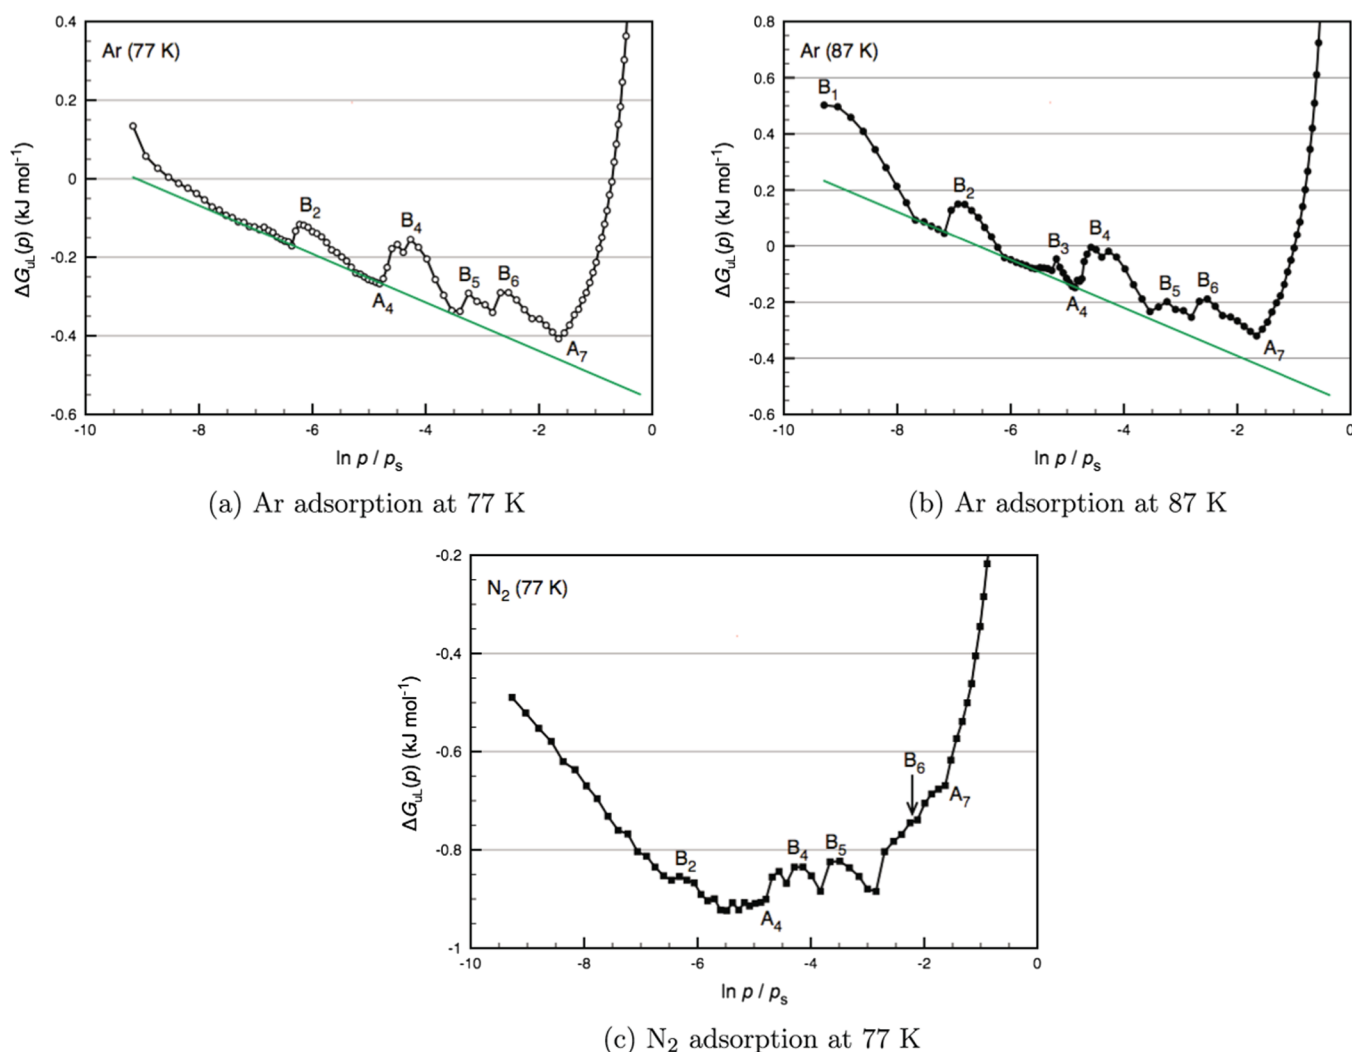 Ar (77 K)
0.4
0.2
0
-0.2
-0.4
-0.6
ΔG_uL(p) (kJ mol⁻¹)
B₂
B₄
B₅
B₆
A₄
A₇
-10
-8
-6
-4
-2
0
ln p / pₛ
(a) Ar adsorption at 77 K
Ar (87 K)
0.8
0.6
0.4
0.2
0
-0.2
-0.4
-0.6
ΔG_uL(p) (kJ mol⁻¹)
B₁
B₂
B₃
B₄
B₅
B₆
A₄
A₇
-10
-8
-6
-4
-2
0
ln p / pₛ
(b) Ar adsorption at 87 K
N₂ (77 K)
-0.2
-0.4
-0.6
-0.8
-1
ΔG_uL(p) (kJ mol⁻¹)
B₂
B₄
B₅
B₆
A₄
A₇
-10
-8
-6
-4
-2
0
ln p / pₛ
(c) N₂ adsorption at 77 K